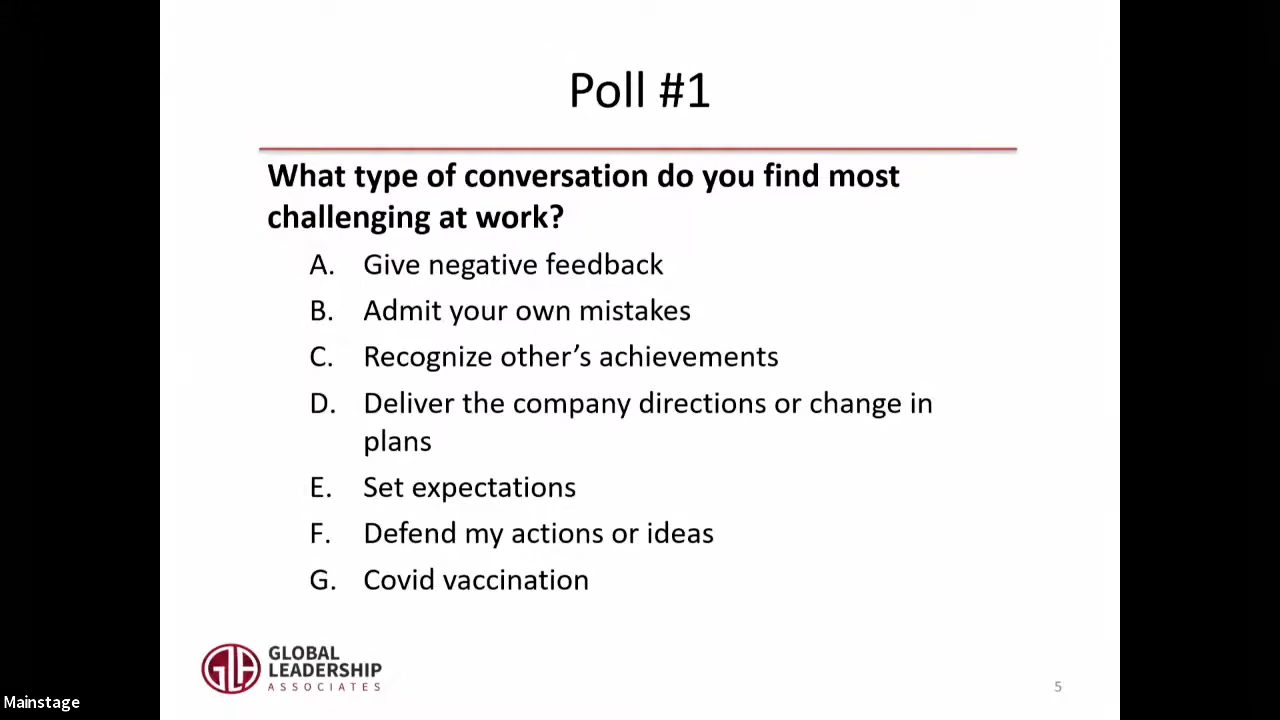 Poll #1
What type of conversation do you find most
challenging at work?
A. Give negative feedback
B. Admit your own mistakes
C. Recognize other’s achievements
D. Deliver the company directions or change in
plans
E. Set expectations
F. Defend my actions or ideas
G. Covid vaccination
GLA
GLOBAL
LEADERSHIP
ASSOCIATES
5
Mainstage